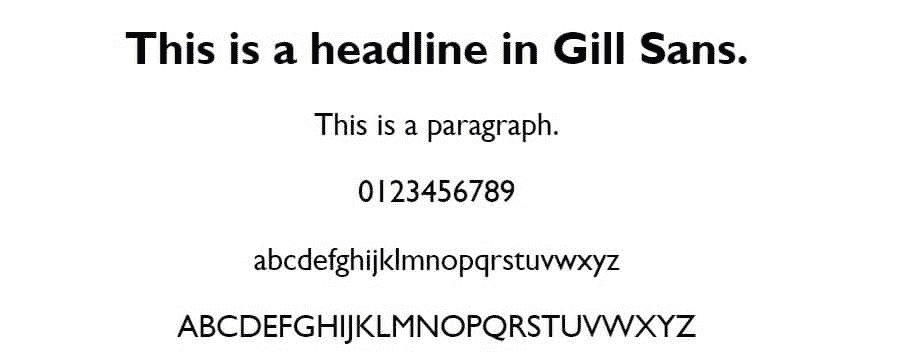 This is a headline in Gill Sans.
This is a paragraph.
0123456789
abcdefghijklmnopqrstuvwxyz
ABCDEFGHIJKLMNOPQRSTUVWXYZ